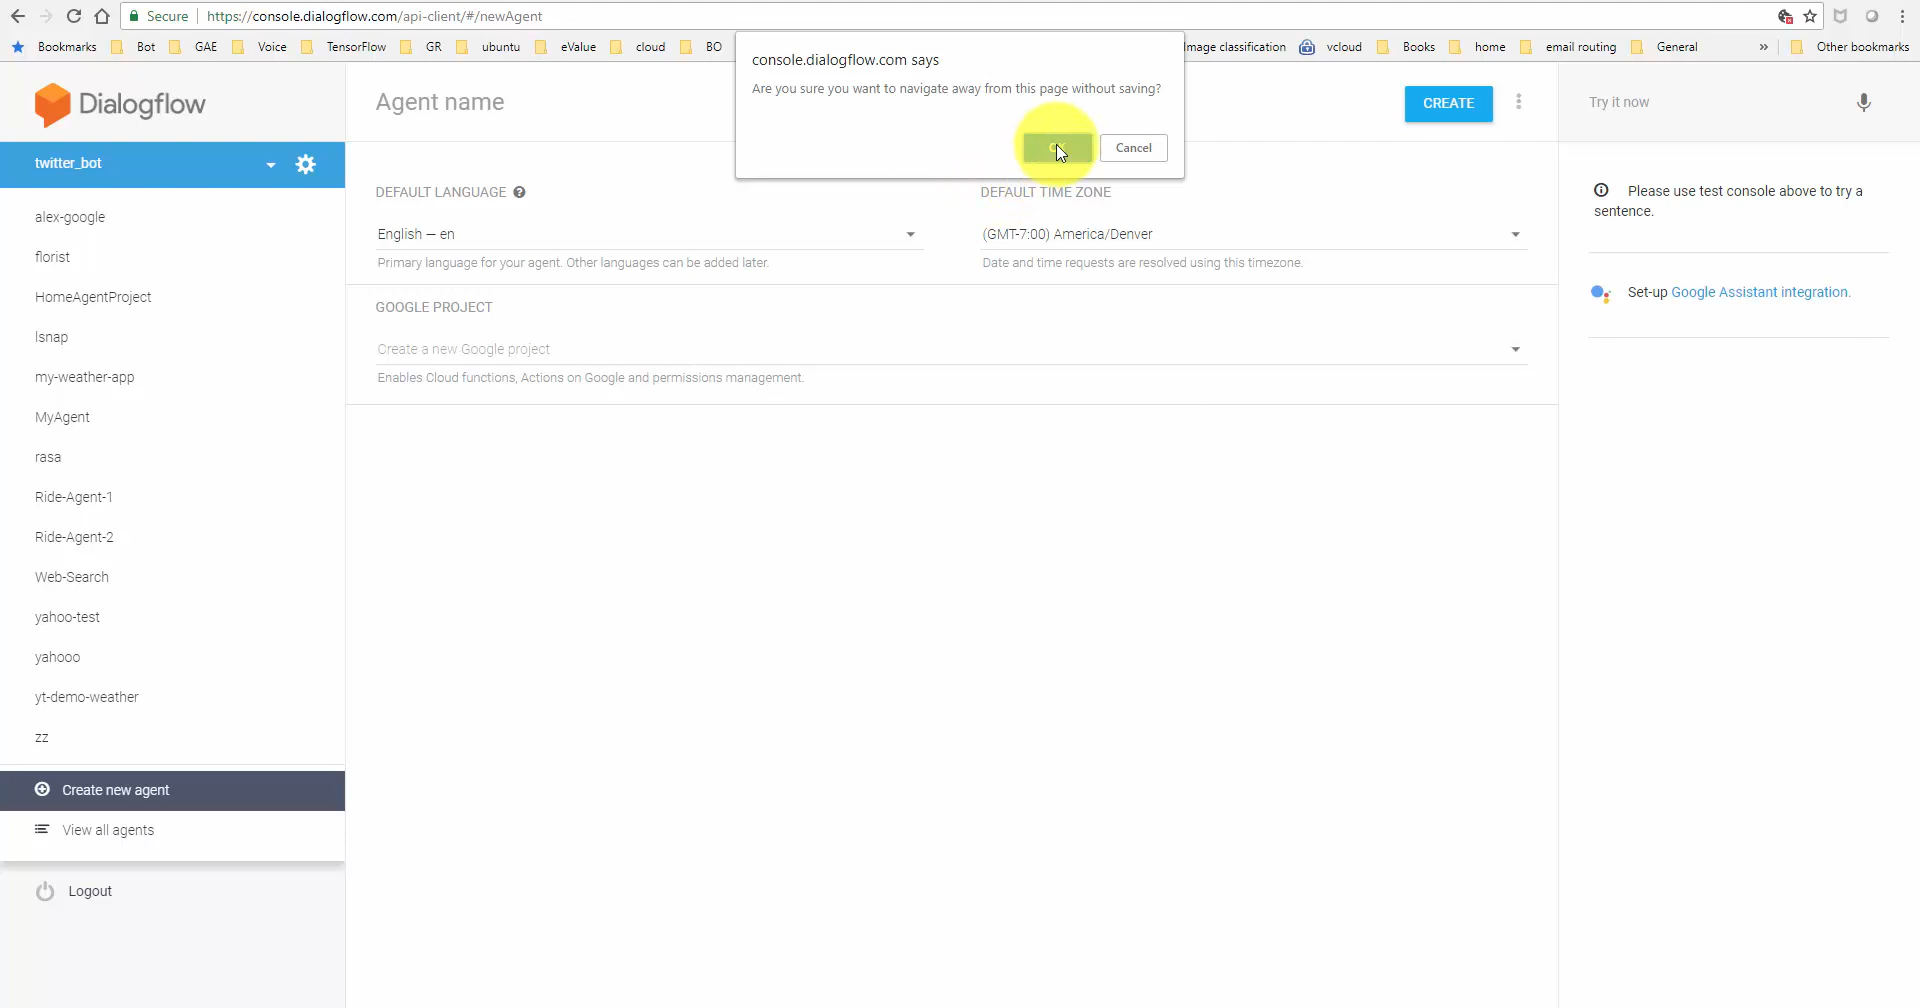 Secure https://console.dialogflow.com/api-client/#/newAgent
Bookmarks Bot GAE Voice TensorFlow GR ubuntu eValue cloud BO Image classification vcloud Books home email routing General » Other bookmarks
console.dialogflow.com says
Are you sure you want to navigate away from this page without saving?
Cancel
Dialogflow
Agent name
CREATE
Try it now
twitter_bot
alex-google
florist
HomeAgentProject
lsnap
my-weather-app
MyAgent
rasa
Ride-Agent-1
Ride-Agent-2
Web-Search
yahoo-test
yahooo
yt-demo-weather
zz
Create new agent
View all agents
Logout
DEFAULT LANGUAGE
English — en
Primary language for your agent. Other languages can be added later.
DEFAULT TIME ZONE
(GMT-7:00) America/Denver
Date and time requests are resolved using this timezone.
GOOGLE PROJECT
Create a new Google project
Enables Cloud functions, Actions on Google and permissions management.
Please use test console above to try a
sentence.
Set-up Google Assistant integration.